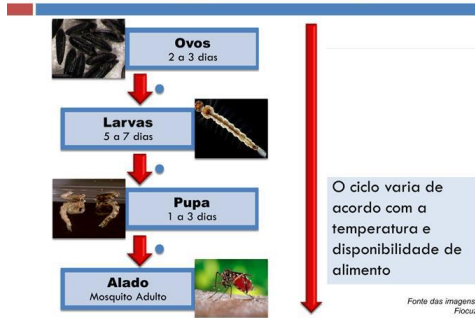 Ovos
2 a 3 dias
Larvas
5 a 7 dias
Pupa
1 a 3 dias
Alado
Mosquito Adulto
O ciclo varia de
acordo com a
temperatura e
disponibilidade de
alimento
Fonte das imagens
Fiocuz